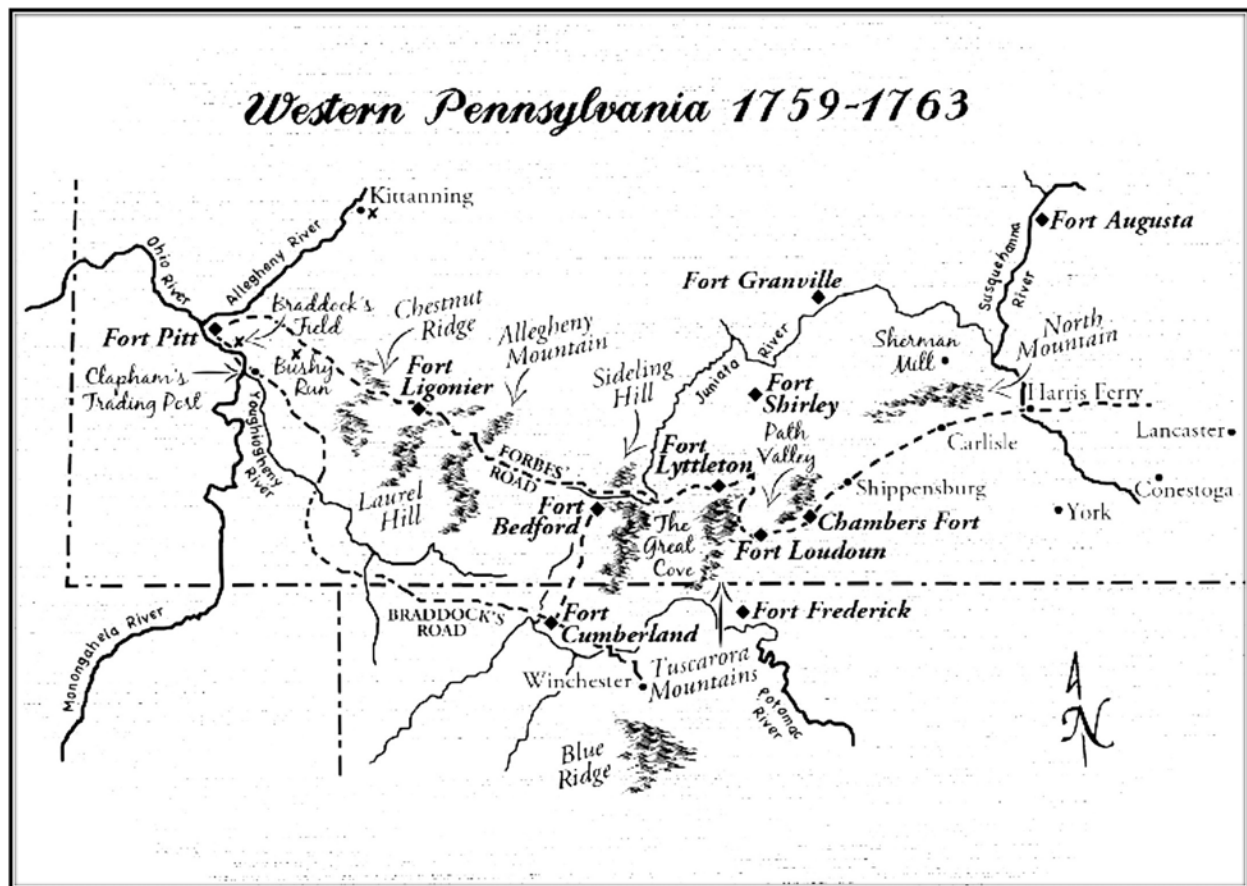 Western Pennsylvania 1759-1763
Kittanning
Ohio River
Allegheny River
Braddock's
Field
Fort Pitt
Clapham's
Trading Post
Bushy
Run
Chestnut
Ridge
Fort
Ligonier
Allegheny
Mountain
Youghiogheny
River
Laurel
Hill
FORBES'
ROAD
Fort
Bedford
Sideling
Hill
Juniata River
Fort Granville
Fort
Shirley
Path
Valley
Fort
Lyttleton
The
Great
Cove
Fort Loudoun
Chambers Fort
Shippensburg
Carlisle
Sherman
Mill
North
Mountain
Susquehanna
River
Fort Augusta
Harris Ferry
Lancaster
Conestoga
York
Monongahela River
BRADDOCK'S
ROAD
Fort
Cumberland
Fort Frederick
Winchester
Tuscarora
Mountains
Potamac
River
Blue
Ridge
N